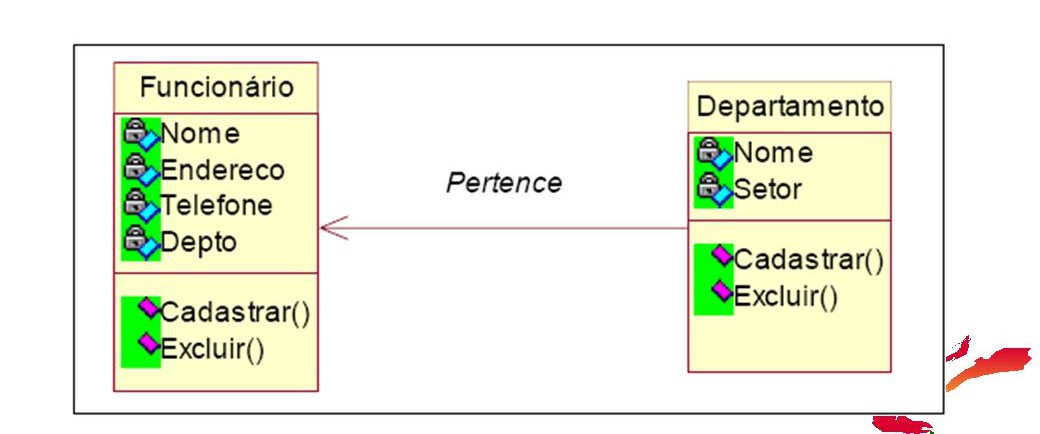 Funcionário
Nome
Endereco
Telefone
Depto
Cadastrar()
Excluir()
Pertence
Departamento
Nome
Setor
Cadastrar()
Excluir()